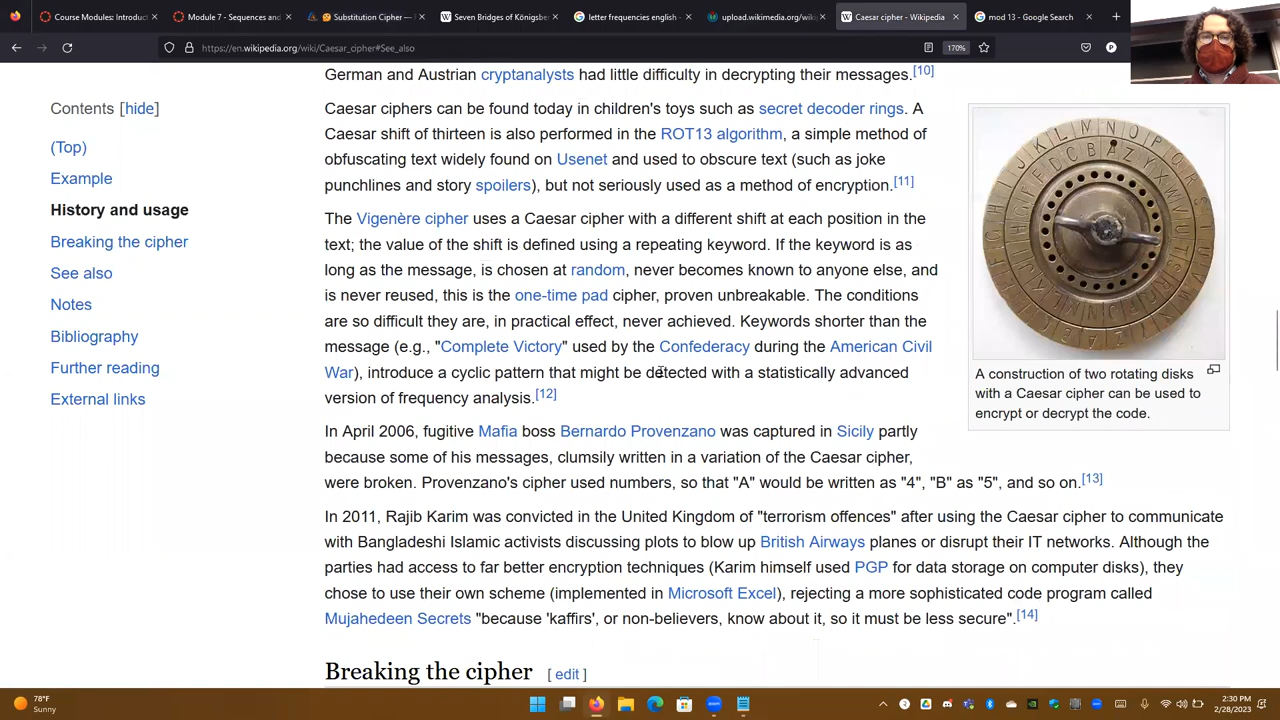 Course Modules: Introduct
Module 7 - Sequences and
Substitution Cipher
Seven Bridges of Königsbe
letter frequencies english -
upload.wikimedia.org/wiki
Caesar cipher - Wikipedia
mod 13 - Google Search
https://en.wikipedia.org/wiki/Caesar_cipher#See_also
170%
German and Austrian cryptanalysts had little difficulty in decrypting their messages.[10]
Contents [hide]
(Top)
Example
History and usage
Breaking the cipher
See also
Notes
Bibliography
Further reading
External links
Caesar ciphers can be found today in children's toys such as secret decoder rings. A
Caesar shift of thirteen is also performed in the ROT13 algorithm, a simple method of
obfuscating text widely found on Usenet and used to obscure text (such as joke
punchlines and story spoilers), but not seriously used as a method of encryption.[11]
The Vigenère cipher uses a Caesar cipher with a different shift at each position in the
text; the value of the shift is defined using a repeating keyword. If the keyword is as
long as the message, is chosen at random, never becomes known to anyone else, and
is never reused, this is the one-time pad cipher, proven unbreakable. The conditions
are so difficult they are, in practical effect, never achieved. Keywords shorter than the
message (e.g., "Complete Victory" used by the Confederacy during the American Civil
War), introduce a cyclic pattern that might be detected with a statistically advanced
version of frequency analysis.[12]
A construction of two rotating disks
with a Caesar cipher can be used to
encrypt or decrypt the code.
In April 2006, fugitive Mafia boss Bernardo Provenzano was captured in Sicily partly
because some of his messages, clumsily written in a variation of the Caesar cipher,
were broken. Provenzano's cipher used numbers, so that "A" would be written as "4", "B" as "5", and so on.[13]
In 2011, Rajib Karim was convicted in the United Kingdom of "terrorism offences" after using the Caesar cipher to communicate
with Bangladeshi Islamic activists discussing plots to blow up British Airways planes or disrupt their IT networks. Although the
parties had access to far better encryption techniques (Karim himself used PGP for data storage on computer disks), they
chose to use their own scheme (implemented in Microsoft Excel), rejecting a more sophisticated code program called
Mujahedeen Secrets "because 'kaffirs', or non-believers, know about it, so it must be less secure".[14]
Breaking the cipher [ edit ]
78°F
Sunny
2:30 PM
2/28/2023